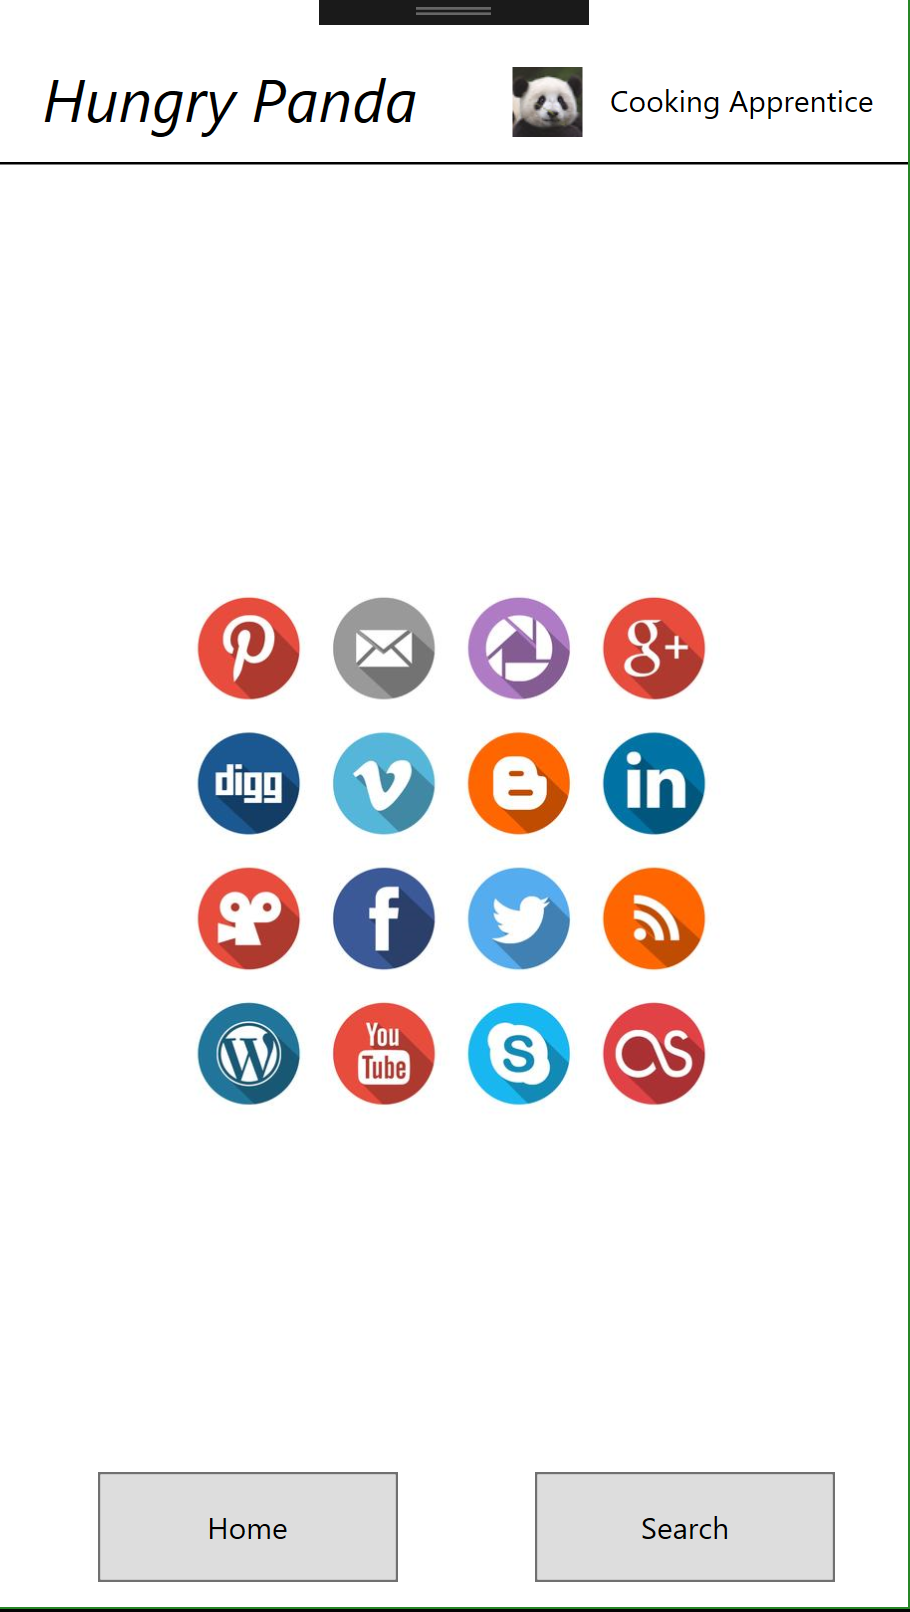 Hungry Panda
Cooking Apprentice
g+
digg
in
You
Tube
Home
Search